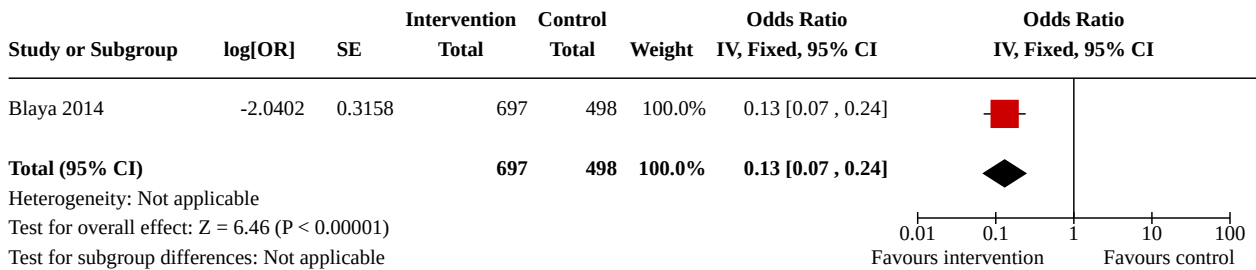 Intervention Control Odds Ratio Odds Ratio
Study or Subgroup log[OR] SE Total Total Weight IV, Fixed, 95% CI IV, Fixed, 95% CI
Blaya 2014 -2.0402 0.3158 697 498 100.0% 0.13 [0.07 , 0.24]
Total (95% CI) 697 498 100.0% 0.13 [0.07 , 0.24]
Heterogeneity: Not applicable
Test for overall effect: Z = 6.46 (P < 0.00001)
0.01 0.1 1 10 100
Test for subgroup differences: Not applicable Favours intervention Favours control